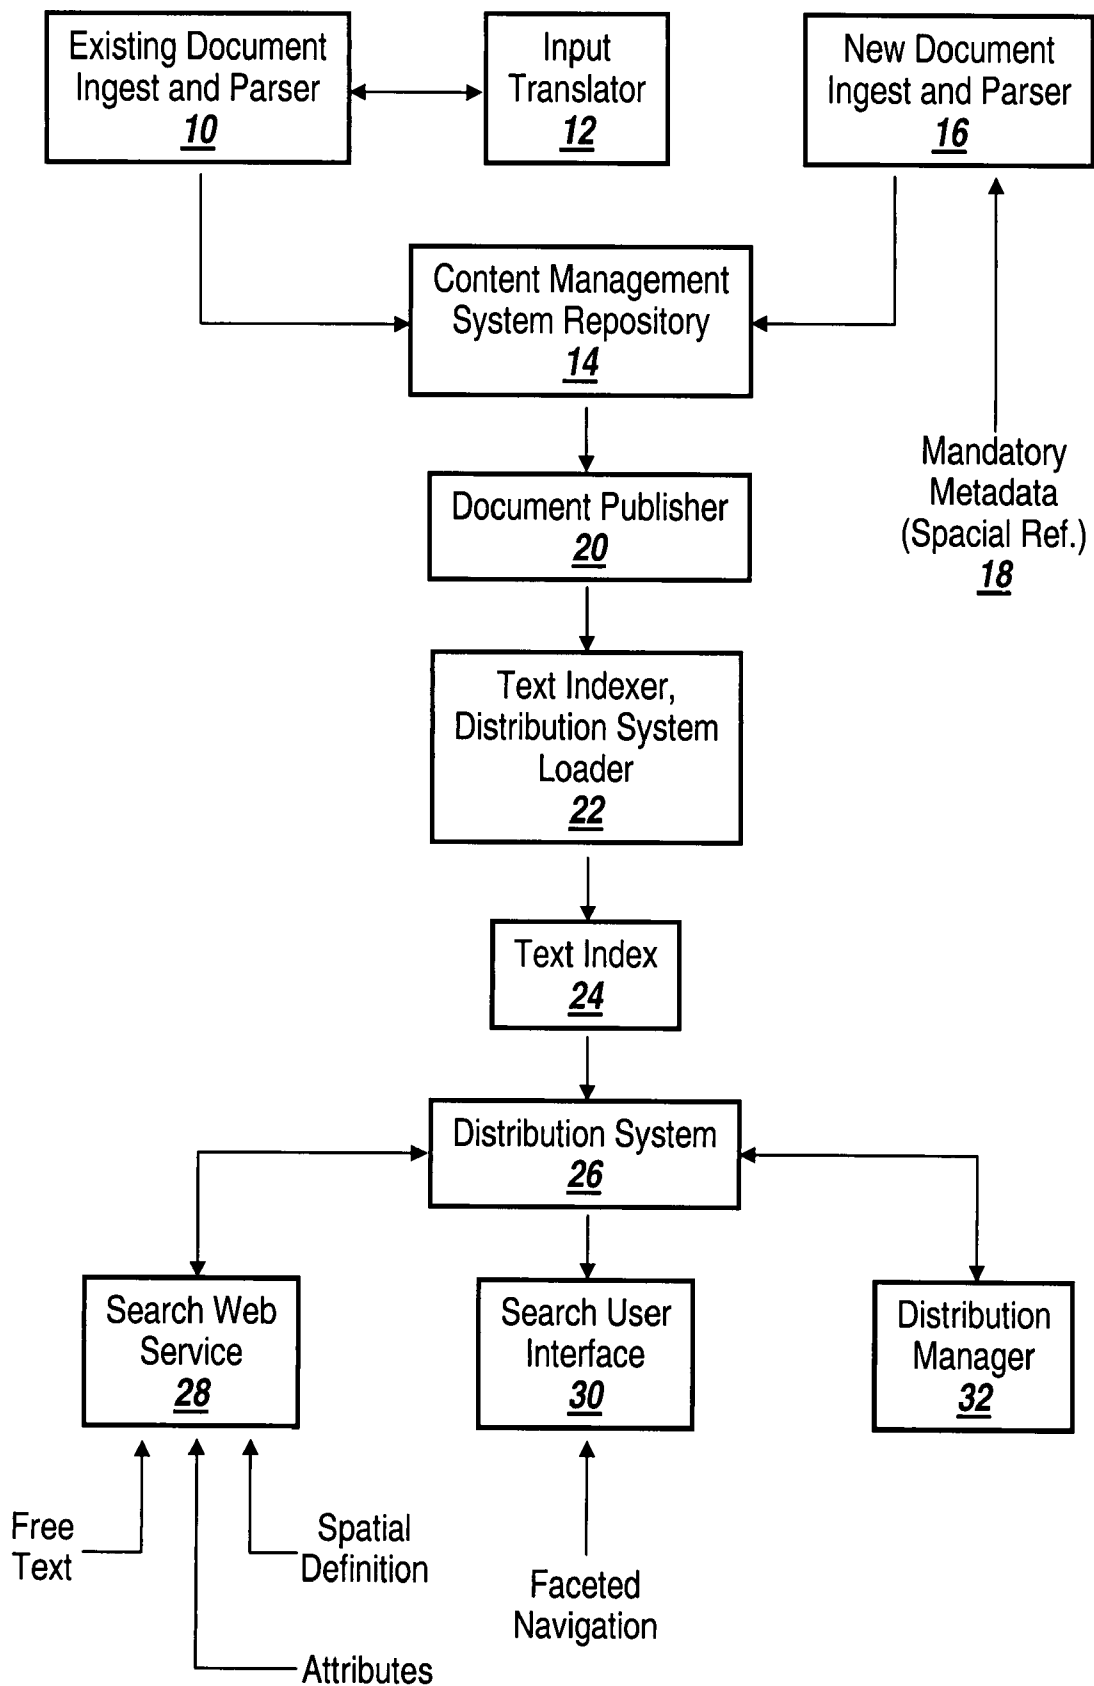 Existing Document
Ingest and Parser
10
Input
Translator
12
New Document
Ingest and Parser
16
Content Management
System Repository
14
Mandatory
Metadata
(Spacial Ref.)
18
Document Publisher
20
Text Indexer,
Distribution System
Loader
22
Text Index
24
Distribution System
26
Search Web
Service
28
Search User
Interface
30
Distribution
Manager
32
Free
Text
Spatial
Definition
Attributes
Faceted
Navigation